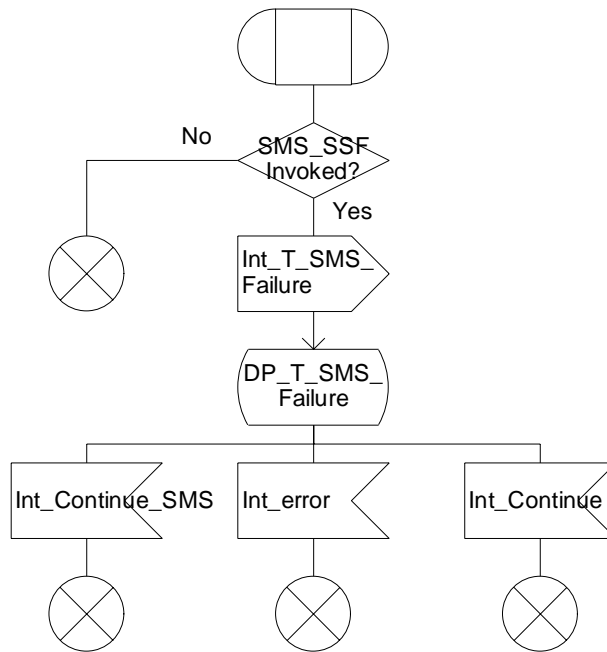 SMS_SSF
Invoked?
No
Yes
Int_T_SMS_
Failure
DP_T_SMS_
Failure
Int_Continue_SMS
Int_error
Int_Continue